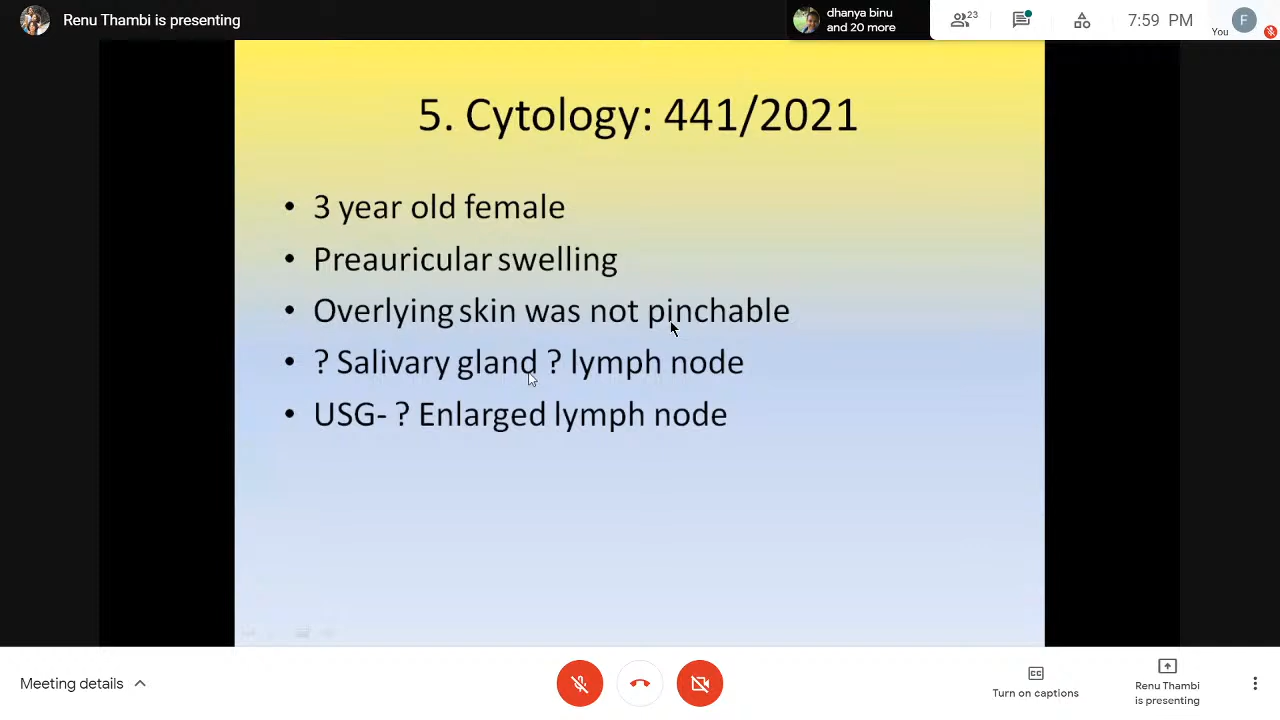 Renu Thambi is presenting
dhanya binu
and 20 more
23
7:59 PM
You
F
5. Cytology: 441/2021
• 3 year old female
• Preauricular swelling
• Overlying skin was not pinchable
• ? Salivary gland ? lymph node
• USG- ? Enlarged lymph node
Meeting details
CC
Turn on captions
Renu Thambi
is presenting